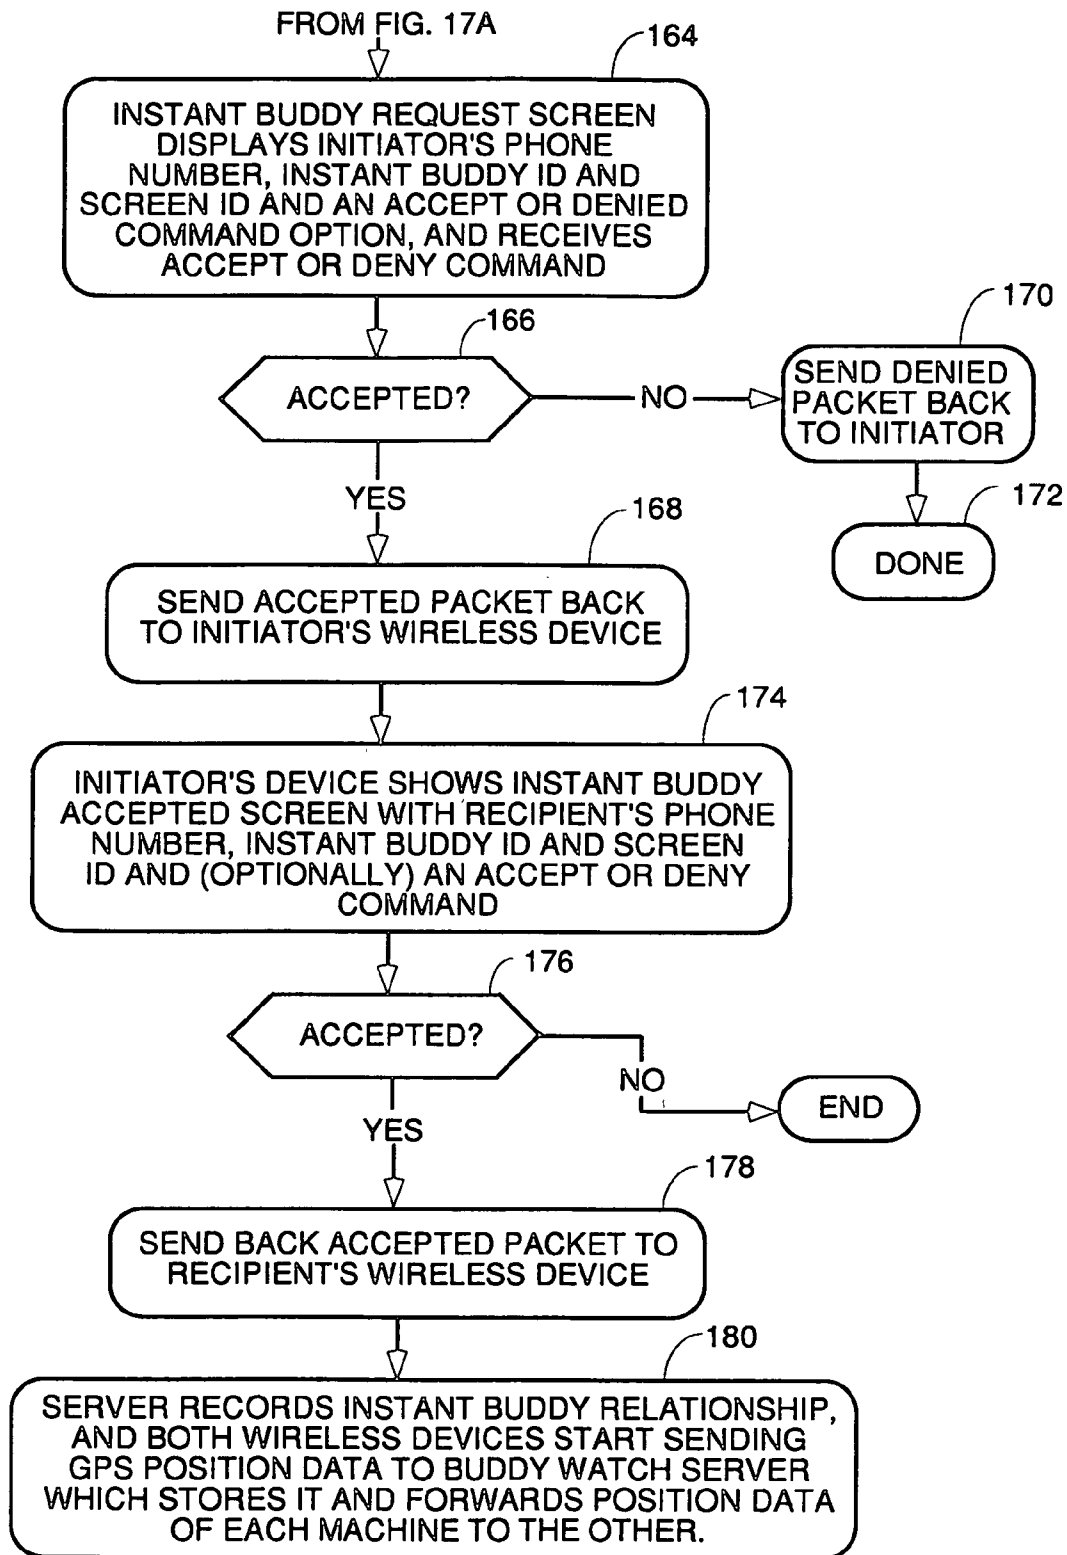 FROM FIG. 17A
164
INSTANT BUDDY REQUEST SCREEN
DISPLAYS INITIATOR'S PHONE
NUMBER, INSTANT BUDDY ID AND
SCREEN ID AND AN ACCEPT OR DENIED
COMMAND OPTION, AND RECEIVES
ACCEPT OR DENY COMMAND
166
ACCEPTED?
NO
170
SEND DENIED
PACKET BACK
TO INITIATOR
172
DONE
YES
168
SEND ACCEPTED PACKET BACK
TO INITIATOR'S WIRELESS DEVICE
174
INITIATOR'S DEVICE SHOWS INSTANT BUDDY
ACCEPTED SCREEN WITH RECIPIENT'S PHONE
NUMBER, INSTANT BUDDY ID AND SCREEN
ID AND (OPTIONALLY) AN ACCEPT OR DENY
COMMAND
176
ACCEPTED?
NO
END
YES
178
SEND BACK ACCEPTED PACKET TO
RECIPIENT'S WIRELESS DEVICE
180
SERVER RECORDS INSTANT BUDDY RELATIONSHIP,
AND BOTH WIRELESS DEVICES START SENDING
GPS POSITION DATA TO BUDDY WATCH SERVER
WHICH STORES IT AND FORWARDS POSITION DATA
OF EACH MACHINE TO THE OTHER.